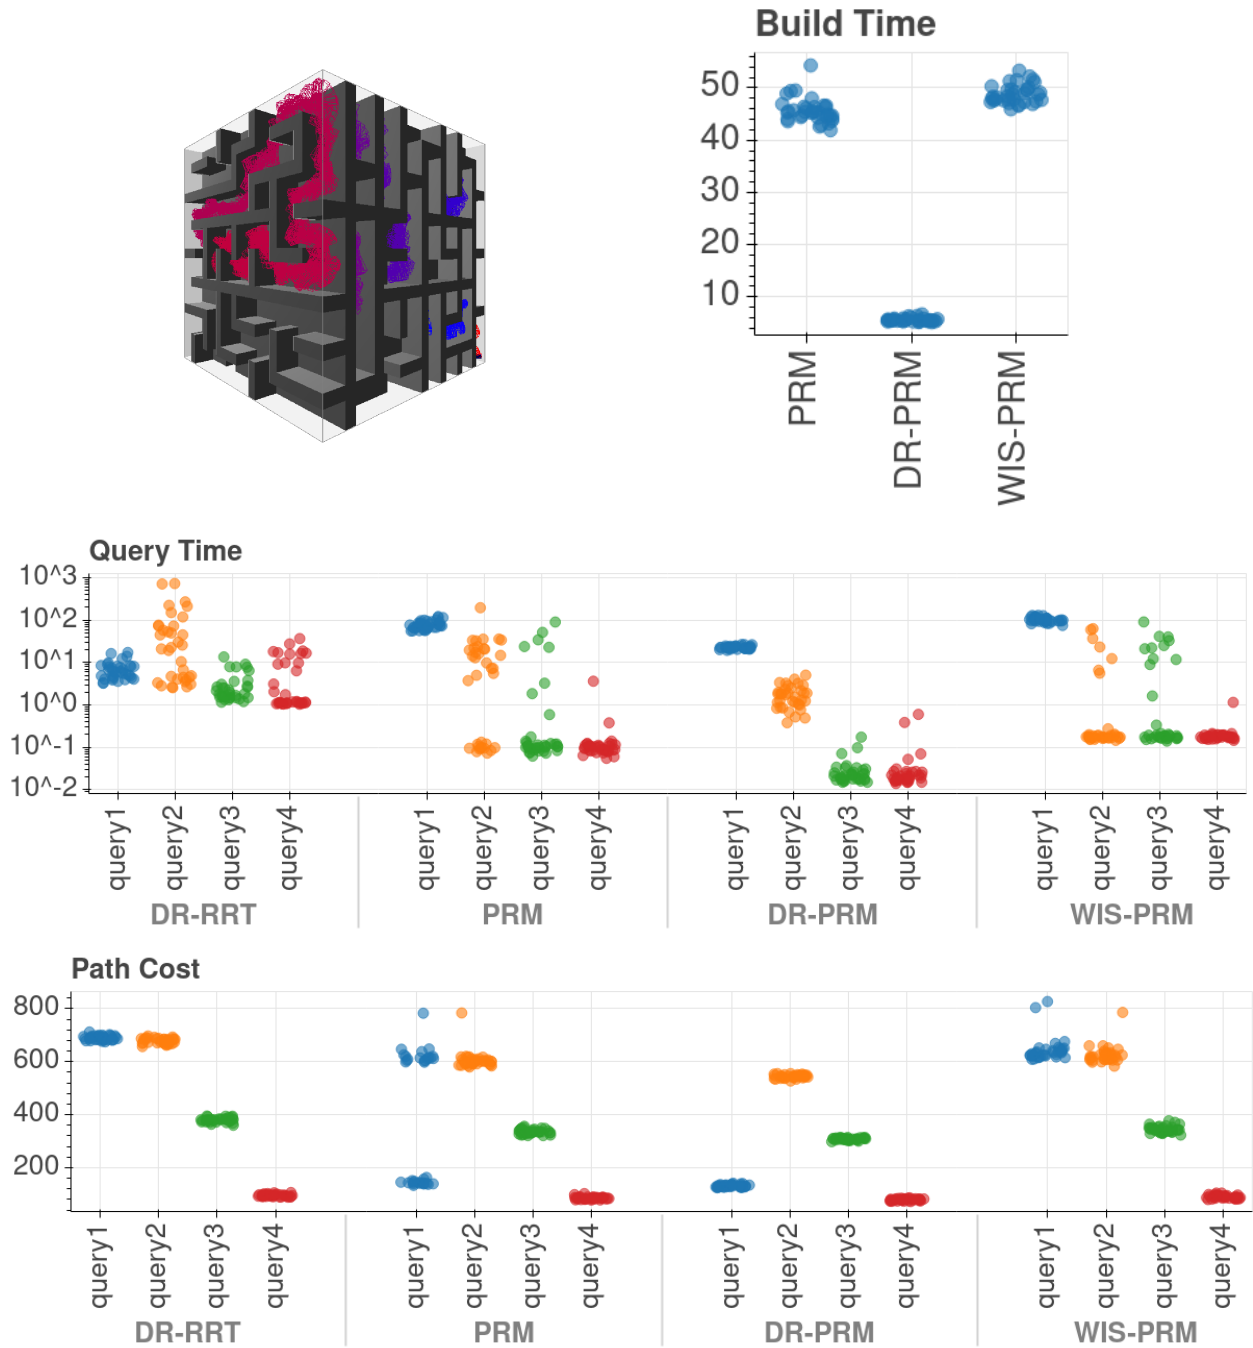 Build Time
50
40
30
20
10
PRM
DR-PRM
WIS-PRM
Query Time
10^3
10^2
10^1
10^0
10^-1
10^-2
query1 query2 query3 query4 query1 query2 query3 query4 query1 query2 query3 query4 query1 query2 query3 query4
DR-RRT PRM DR-PRM WIS-PRM
Path Cost
800
600
400
200
query1 query2 query3 query4 query1 query2 query3 query4 query1 query2 query3 query4 query1 query2 query3 query4
DR-RRT PRM DR-PRM WIS-PRM